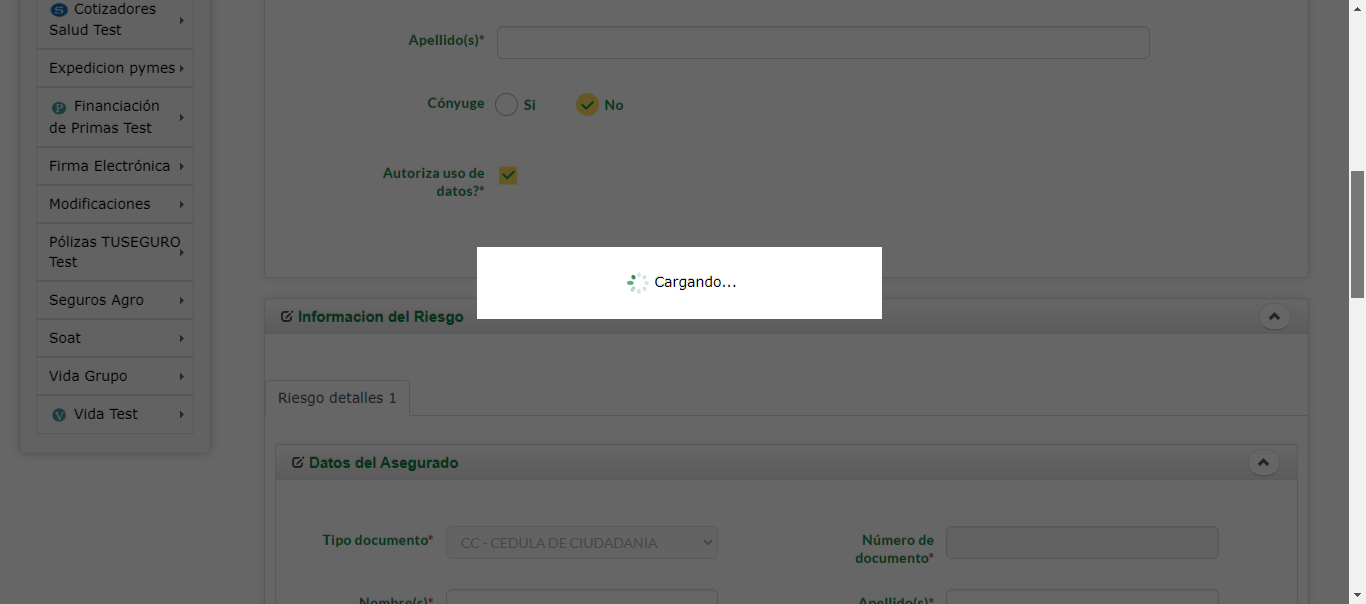 Cotizadores
Salud Test
Expedicion pymes
Financiación
de Primas Test
Firma Electrónica
Modificaciones
Pólizas TUSEGURO
Test
Seguros Agro
Soat
Vida Grupo
Vida Test
Apellido(s)*
Cónyuge Si No
Autoriza uso de
datos?*
Cargando...
Informacion del Riesgo
Riesgo detalles 1
Datos del Asegurado
Tipo documento* CC - CEDULA DE CIUDADANIA
Número de
documento*
Nombre(s)* Apellido(s)*